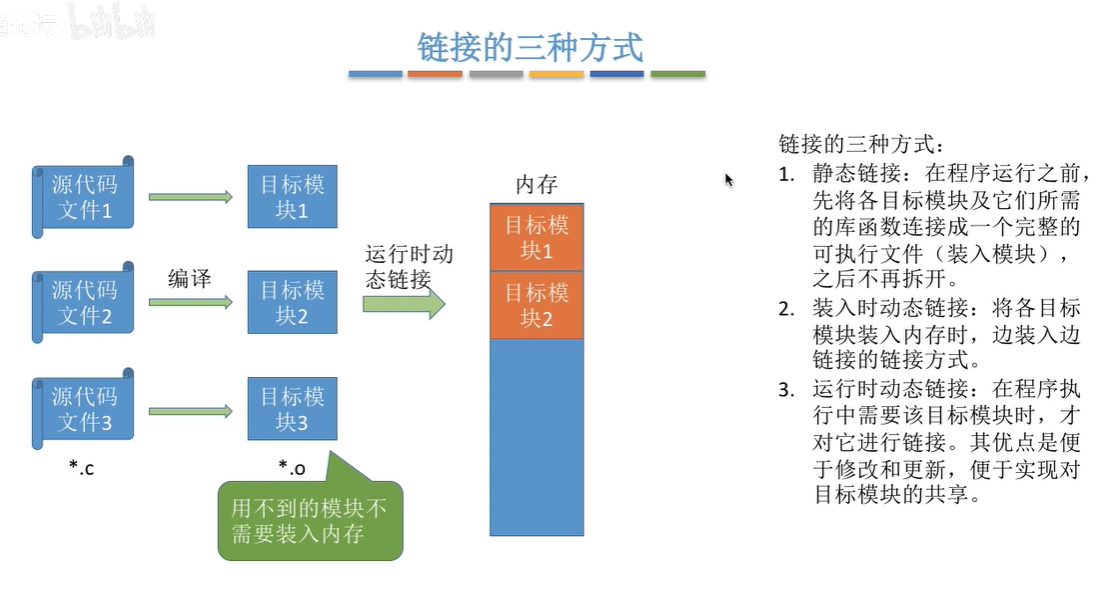 bilibili
链接的三种方式
源代码
文件1
目标模
块1
源代码
文件2
编译
目标模
块2
源代码
文件3
目标模
块3
*.c
*.o
用不到的模块不
需要装入内存
运行时动
态链接
内存
目标模
块1
目标模
块2
链接的三种方式：
1. 静态链接：在程序运行之前，
先将各目标模块及它们所需
的库函数连接成一个完整的
可执行文件（装入模块），
之后不再拆开。
2. 装入时动态链接：将各目标
模块装入内存时，边装入边
链接的链接方式。
3. 运行时动态链接：在程序执
行中需要该目标模块时，才
对它进行链接。其优点是便
于修改和更新，便于实现对
目标模块的共享。